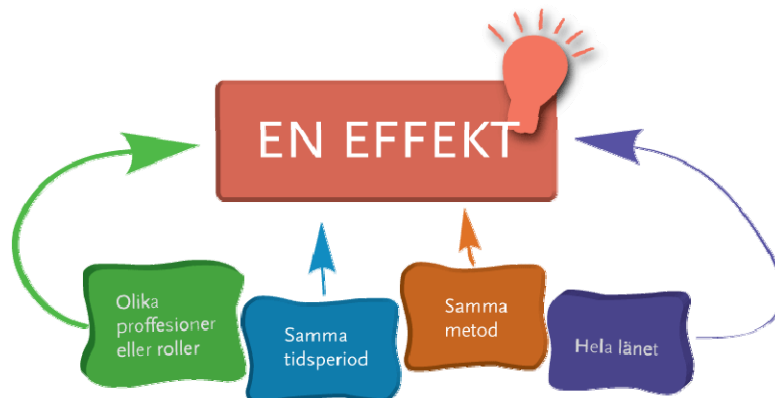 EN EFFEKT
Olika
proffesioner
eller roller
Samma
tidsperiod
Samma
metod
Hela länet